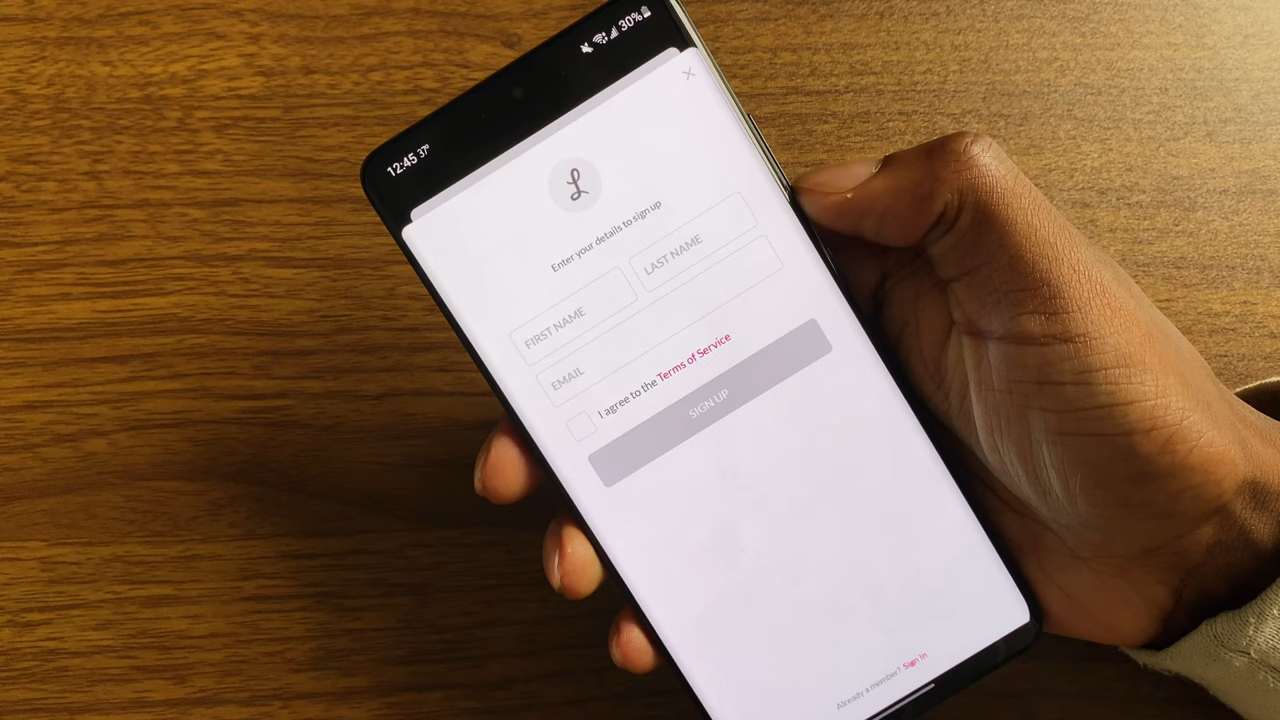 12:45 37° 30%
L
Enter your details to sign up
FIRST NAME LAST NAME
EMAIL
I agree to the Terms of Service
SIGN UP
Already a member? Sign In